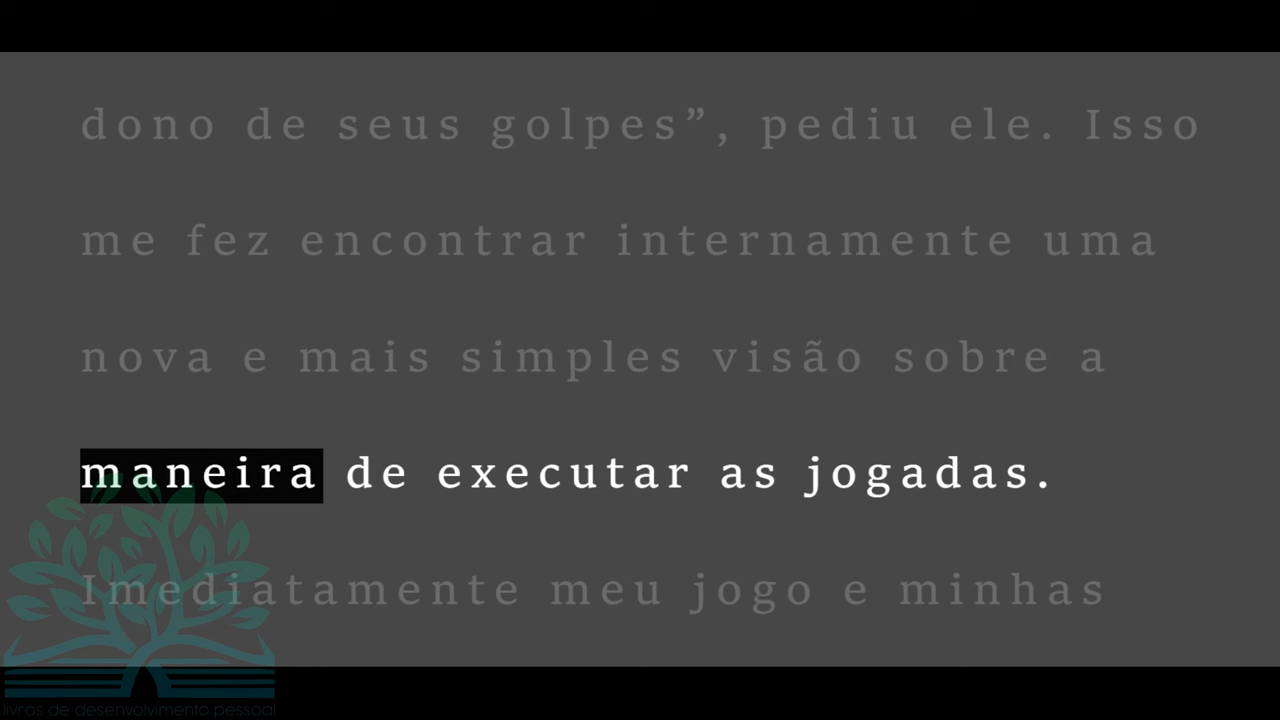 dono de seus golpes”, pediu ele. Isso
me fez encontrar internamente uma
nova e mais simples visão sobre a
maneira de executar as jogadas.
Imediatamente meu jogo e minhas
livros de desenvolvimento pessoal